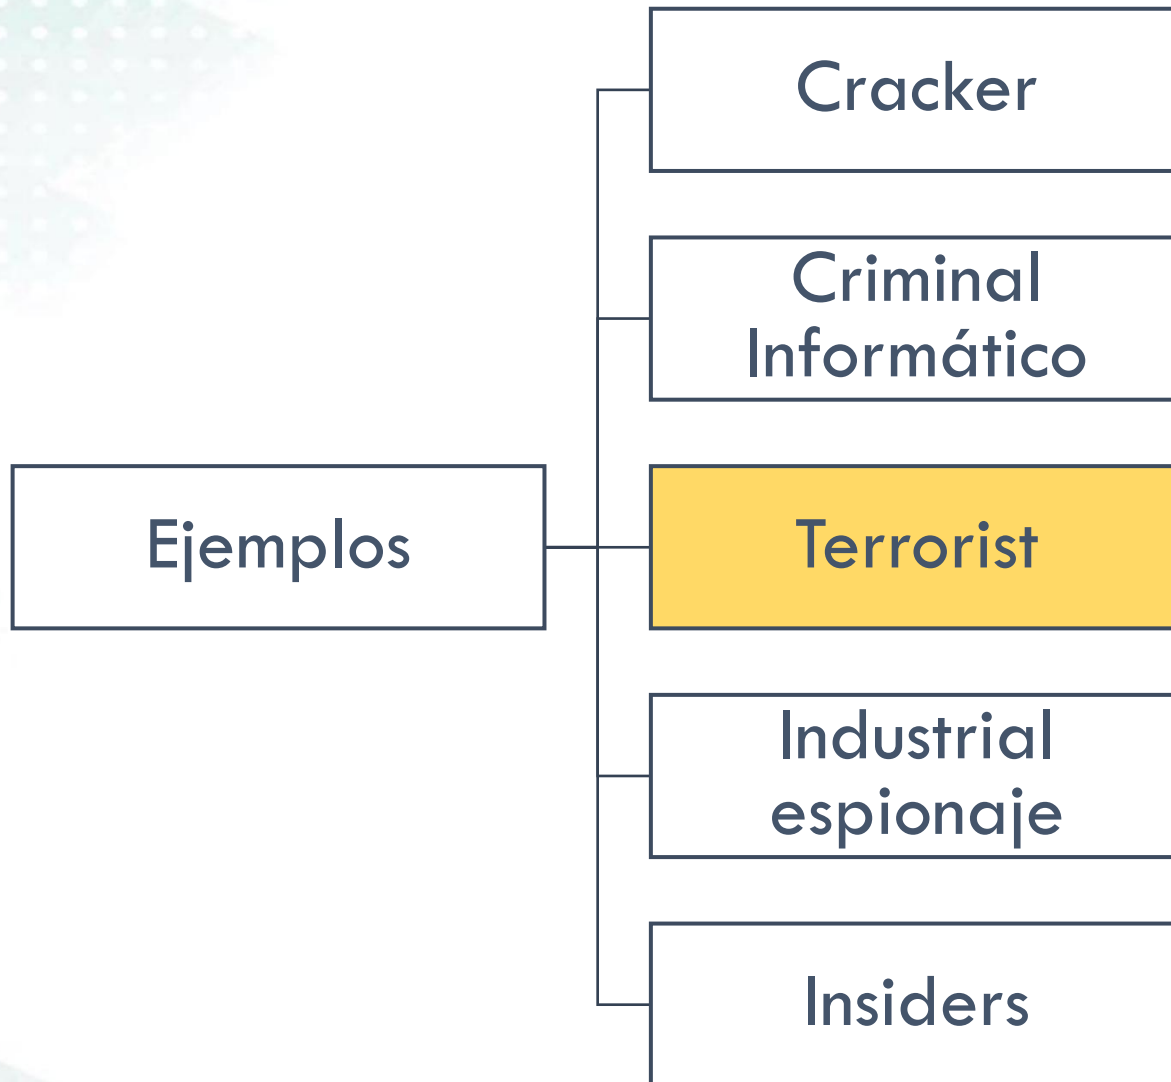 Cracker
Criminal
Informático
Ejemplos
Terrorist
Industrial
espionaje
Insiders